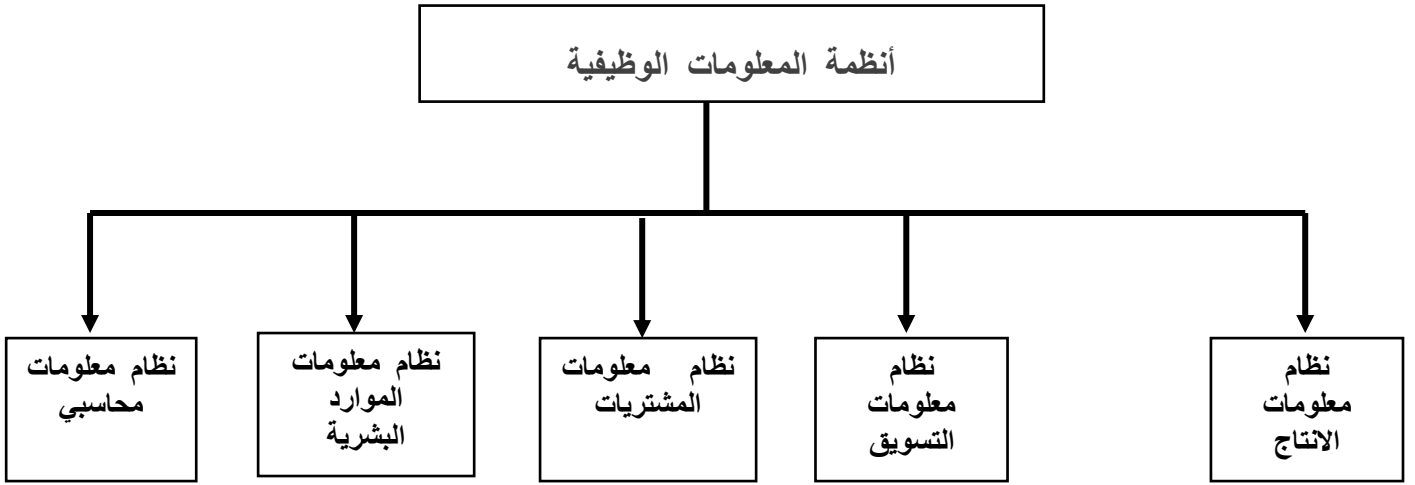 أنظمة المعلومات الوظيفية
نظام
معلومات
الانتاج
نظام
معلومات
التسويق
نظام معلومات
المشتريات
نظام معلومات
الموارد
البشرية
نظام معلومات
محاسبي